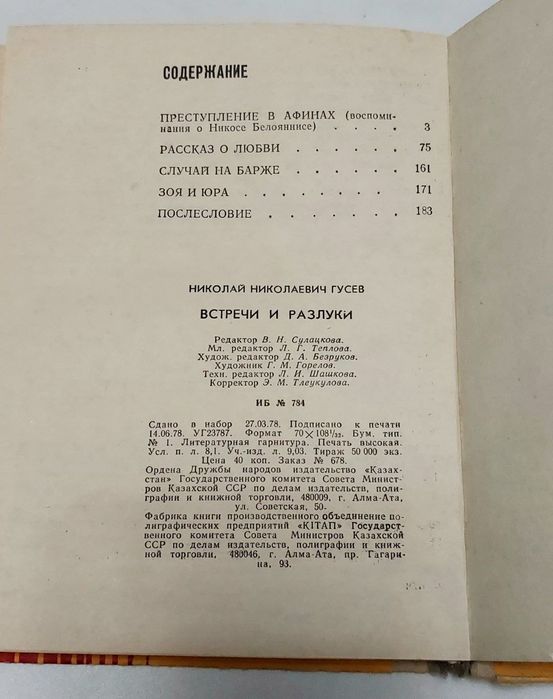 СОДЕРЖАНИЕ
ПРЕСТУПЛЕНИЕ В АФИНАХ (воспоми-
нания о Никосе Белояннисе) . . . . 3
РАССКАЗ О ЛЮБВИ . . . . . . 75
СЛУЧАЙ НА БАРЖЕ . . . . . . 161
ЗОЯ И ЮРА . . . . . . . . 171
ПОСЛЕСЛОВИЕ . . . . . . . 183
НИКОЛАЙ НИКОЛАЕВИЧ ГУСЕВ
ВСТРЕЧИ И РАЗЛУКИ
Редактор В. Н. Сулацкова.
Мл. редактор Л. Г. Теплова.
Худож. редактор Д. А. Безруков.
Художник Г. М. Горелов.
Техн. редактор Л. И. Шашкова.
Корректор Э. М. Тлеукулова.
ИБ № 784
Сдано в набор 27.03.78. Подписано к печати
14.06.78. УГ23787. Формат 70×108¹/₃₂. Бум. тип.
№ 1. Литературная гарнитура. Печать высокая.
Усл. п. л. 8,1. Уч.-изд. л. 9,03. Тираж 50 000 экз.
Цена 40 коп. Заказ № 678.
Ордена Дружбы народов издательство «Казах-
стан» Государственного комитета Совета Министров
Казахской ССР по делам издательств, поли-
графии и книжной торговли, 480009, г. Алма-Ата,
ул. Советская, 50.
Фабрика книги производственного объединение по-
лиграфических предприятий «ҚІТАП» Государст-
венного комитета Совета Министров Казахской
ССР по делам издательств, полиграфии и книж-
ной торговли, 480046, г. Алма-Ата, пр. Гагари-
на, 93.